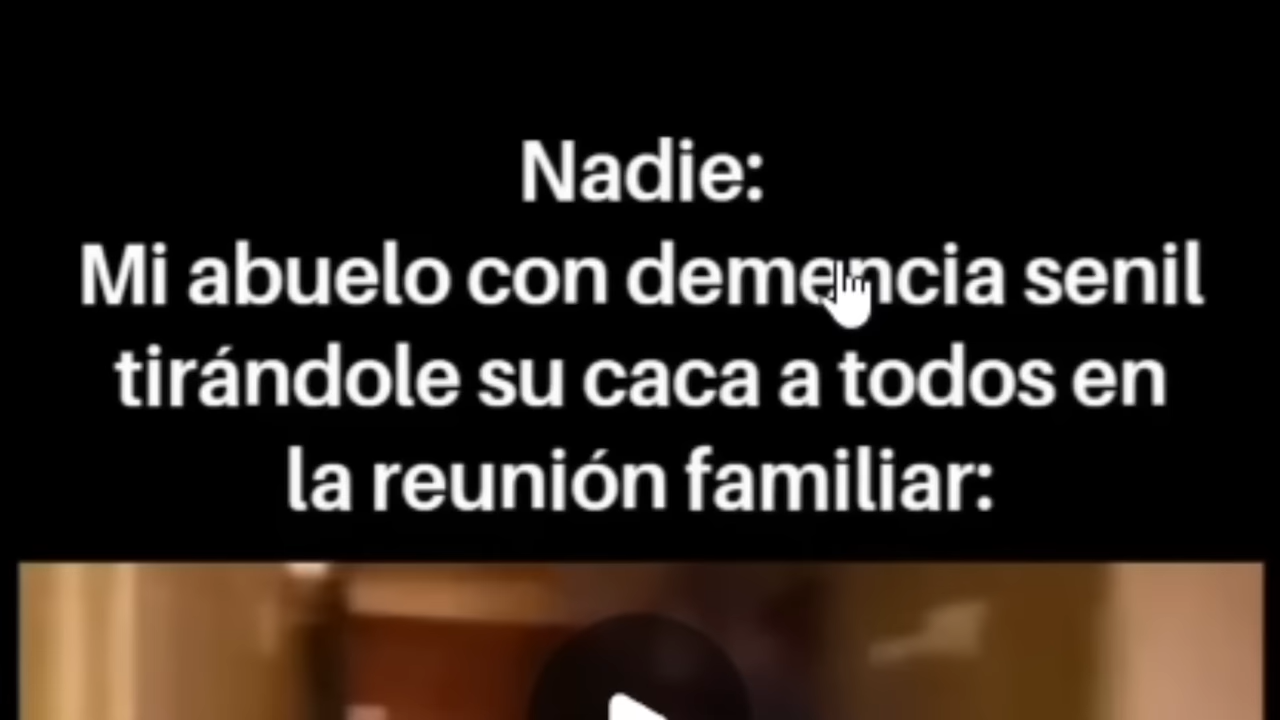 Nadie:
Mi abuelo con demencia senil
tirándole su caca a todos en
la reunión familiar: